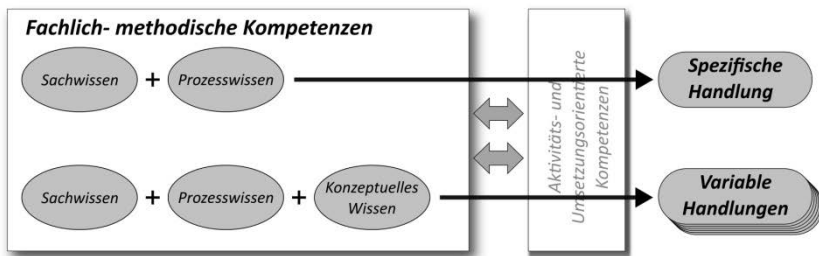 Fachlich- methodische Kompetenzen
Sachwissen + Prozesswissen
Spezifische
Handlung
Aktivitäts- und
Umsetzungsorientierte
Kompetenzen
Sachwissen + Prozesswissen + Konzeptuelles
Wissen
Variable
Handlungen